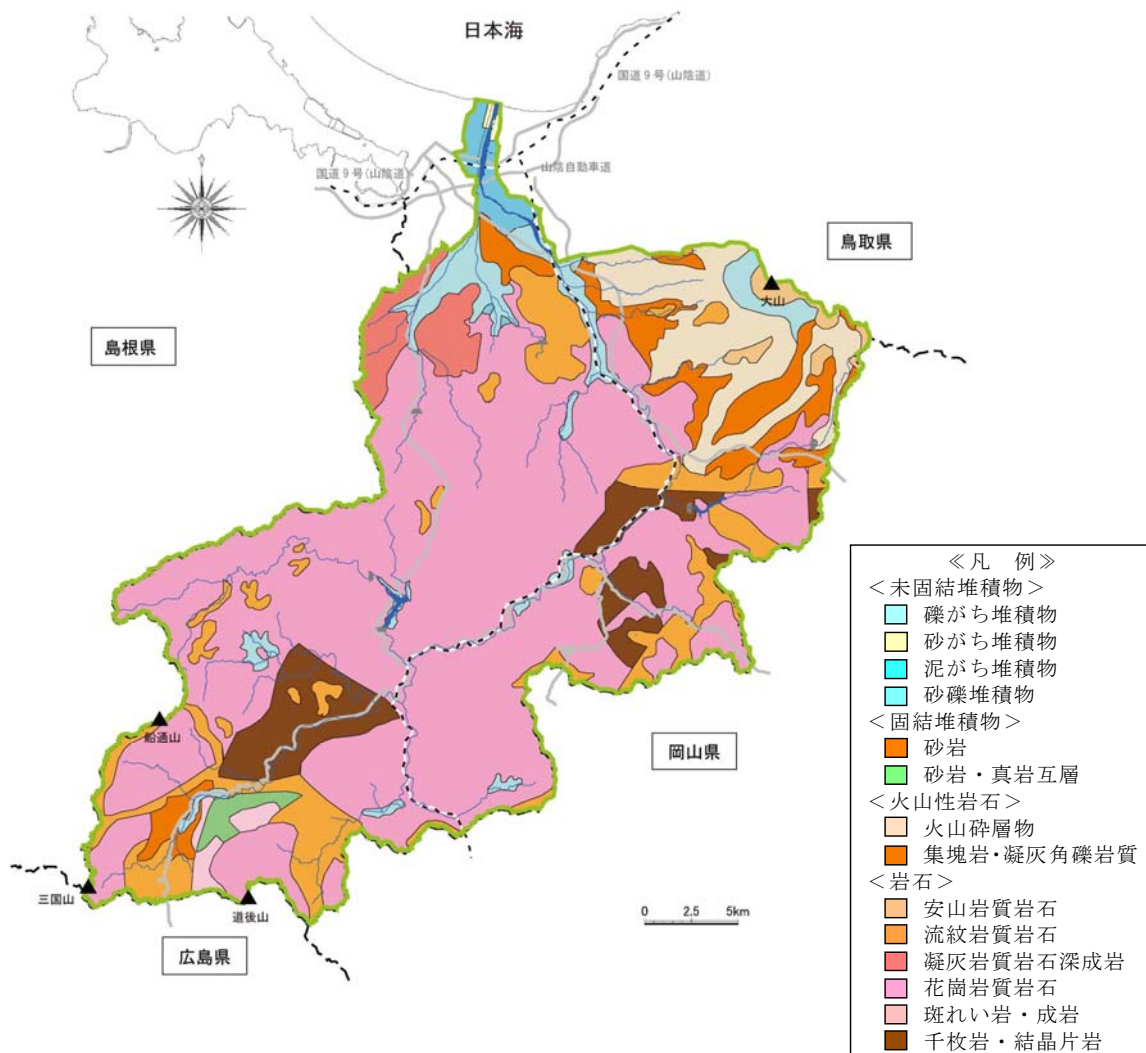 日本海
国道9号(山陰道)
国道9号(山陰道)
山陰自動車道
鳥取県
大山
島根県
船通山
岡山県
三国山
道後山
広島県
0 2.5 5km
≪凡 例≫
<未固結堆積物>
礫がち堆積物
砂がち堆積物
泥がち堆積物
砂礫堆積物
<固結堆積物>
砂岩
砂岩・真岩互層
<火山性岩石>
火山砕層物
集塊岩・凝灰角礫岩質
<岩石>
安山岩質岩石
流紋岩質岩石
凝灰岩質岩石深成岩
花崗岩質岩石
斑れい岩・成岩
千枚岩・結晶片岩